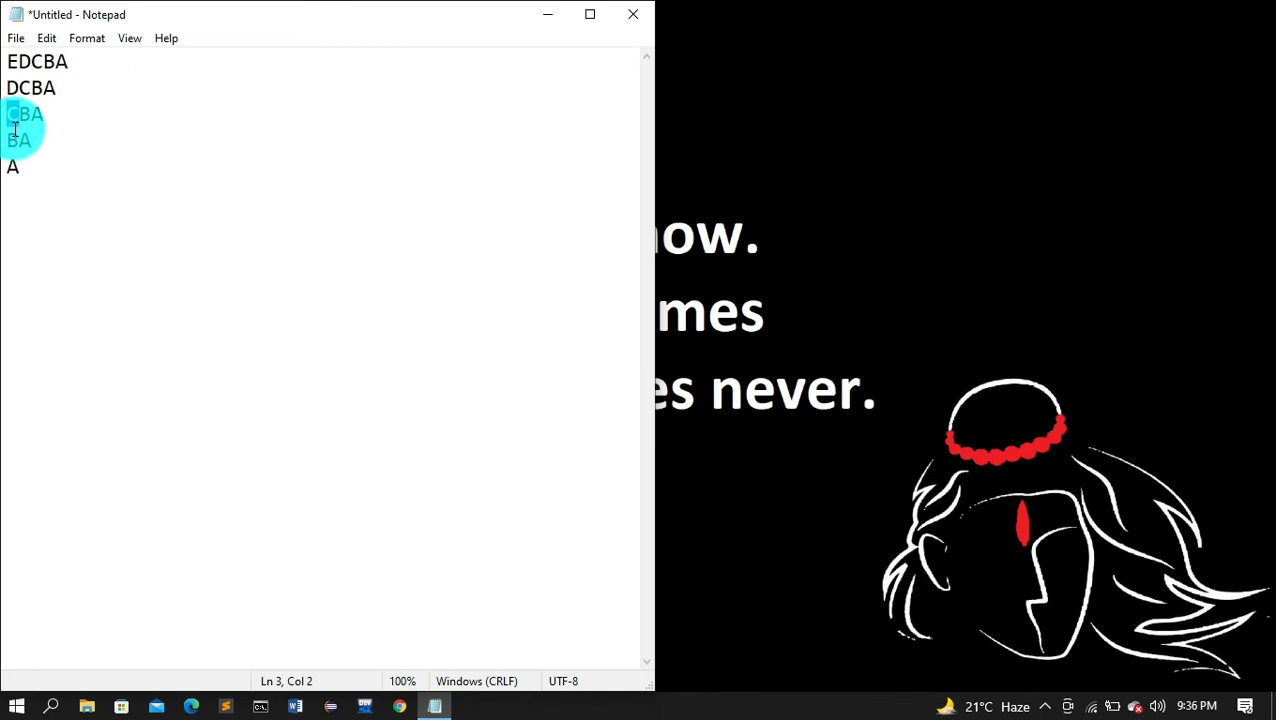 *Untitled - Notepad
File Edit Format View Help
EDCBA
DCBA
CBA
BA
A
now.
mes
es never.
Ln 3, Col 2 100% Windows (CRLF) UTF-8
21°C Haze 9:36 PM